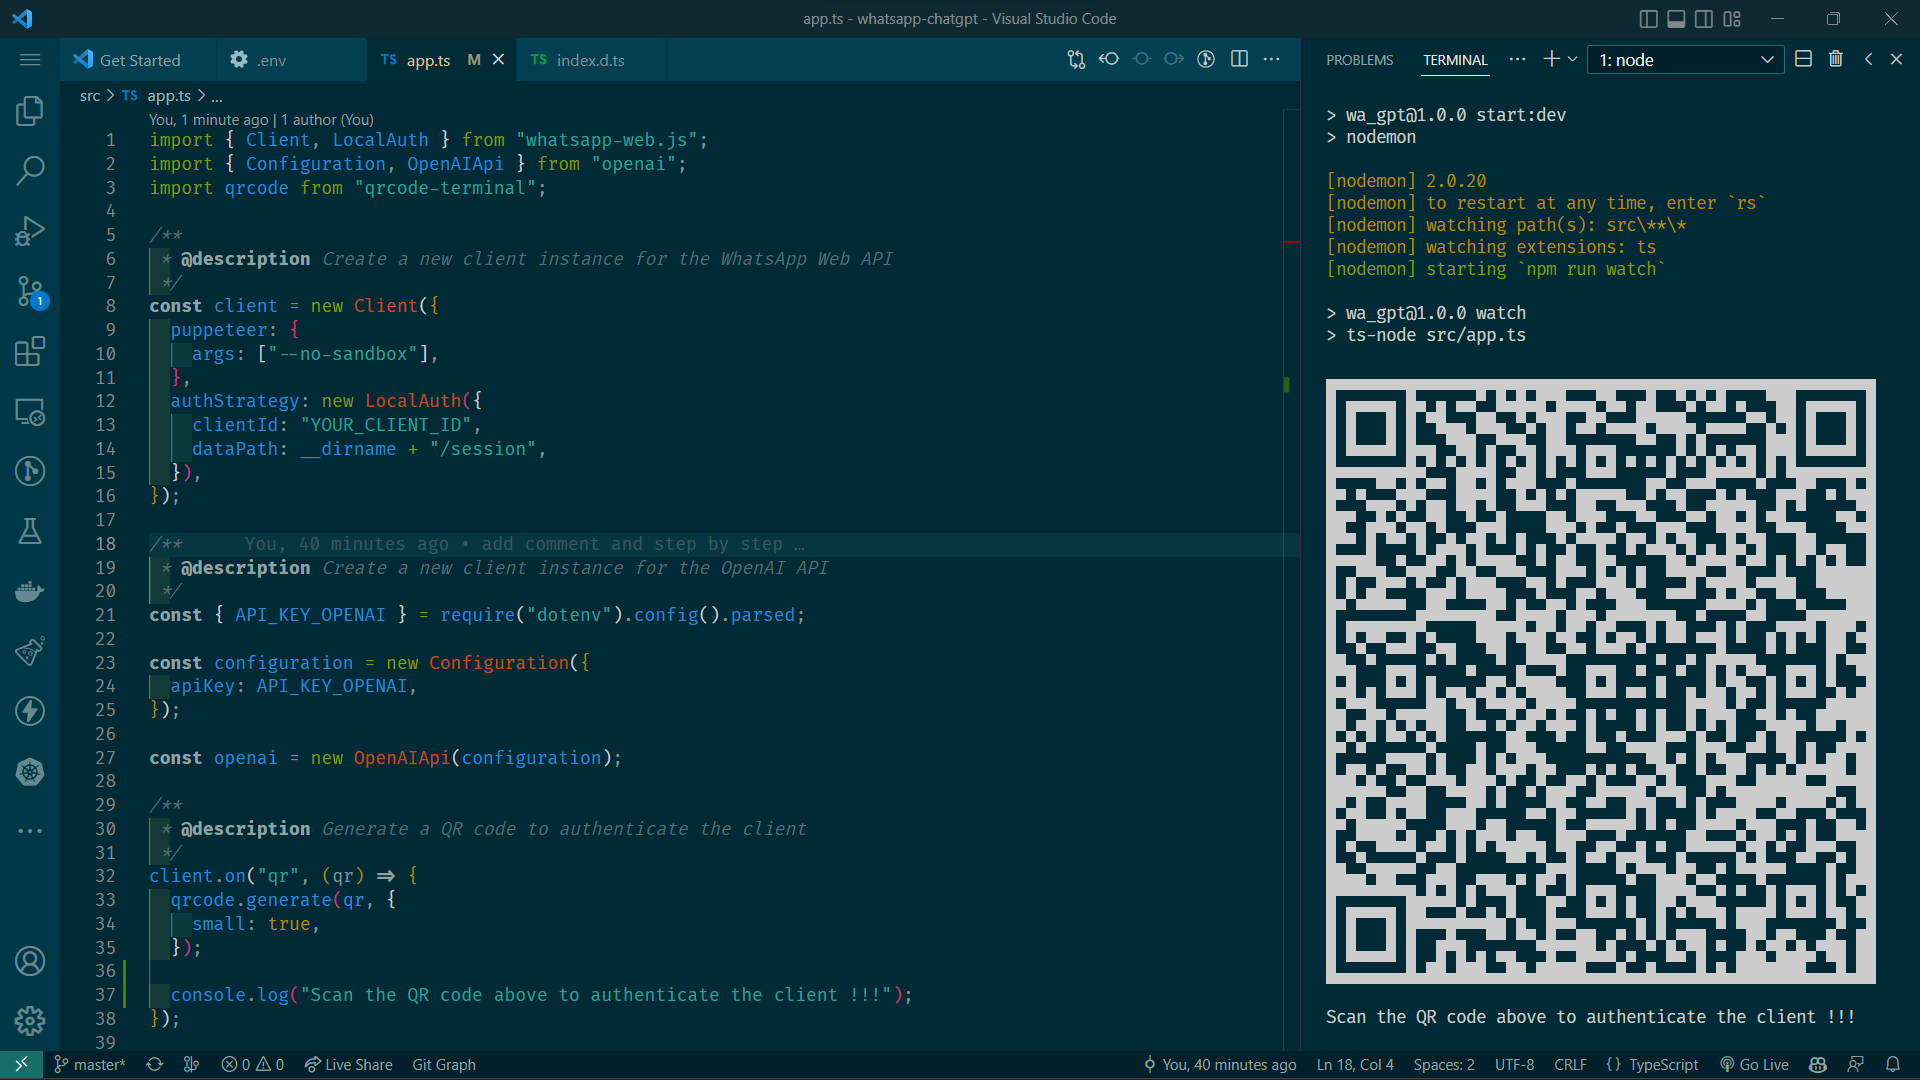 app.ts - whatsapp-chatgpt - Visual Studio Code
Get Started
.env
TS app.ts M
TS index.d.ts
src > TS app.ts > ...
You, 1 minute ago | 1 author (You)
1 import { Client, LocalAuth } from "whatsapp-web.js";
2 import { Configuration, OpenAIApi } from "openai";
3 import qrcode from "qrcode-terminal";
4
5 /**
6  * @description Create a new client instance for the WhatsApp Web API
7  */
8 const client = new Client({
9   puppeteer: {
10     args: ["--no-sandbox"],
11   },
12   authStrategy: new LocalAuth({
13     clientId: "YOUR_CLIENT_ID",
14     dataPath: __dirname + "/session",
15   }),
16 });
17
18 /** You, 40 minutes ago • add comment and step by step …
19  * @description Create a new client instance for the OpenAI API
20  */
21 const { API_KEY_OPENAI } = require("dotenv").config().parsed;
22
23 const configuration = new Configuration({
24   apiKey: API_KEY_OPENAI,
25 });
26
27 const openai = new OpenAIApi(configuration);
28
29 /**
30  * @description Generate a QR code to authenticate the client
31  */
32 client.on("qr", (qr) => {
33   qrcode.generate(qr, {
34     small: true,
35   });
36
37   console.log("Scan the QR code above to authenticate the client !!!");
38 });
39
PROBLEMS
TERMINAL
1: node
> wa_gpt@1.0.0 start:dev
> nodemon
[nodemon] 2.0.20
[nodemon] to restart at any time, enter `rs`
[nodemon] watching path(s): src\**\*
[nodemon] watching extensions: ts
[nodemon] starting `npm run watch`
> wa_gpt@1.0.0 watch
> ts-node src/app.ts
Scan the QR code above to authenticate the client !!!
1
master*
0
0
Live Share
Git Graph
You, 40 minutes ago
Ln 18, Col 4
Spaces: 2
UTF-8
CRLF
{} TypeScript
Go Live